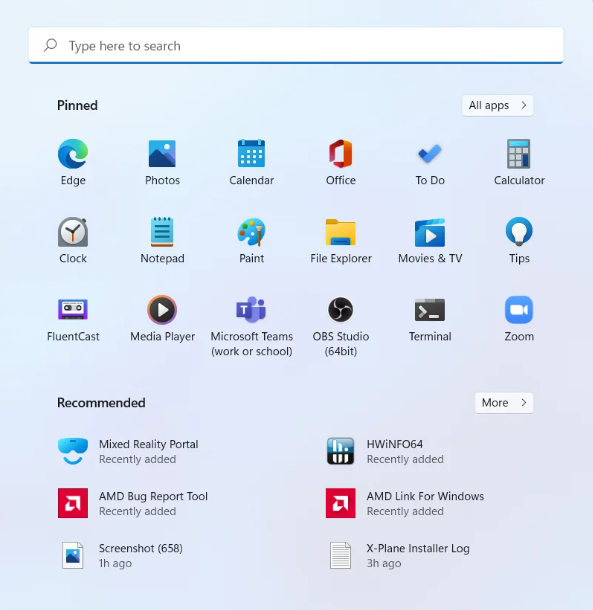 Type here to search
Pinned
All apps
Edge
Photos
Calendar
Office
To Do
Calculator
Clock
Notepad
Paint
File Explorer
Movies & TV
Tips
FluentCast
Media Player
Microsoft Teams
(work or school)
OBS Studio
(64bit)
Terminal
Zoom
Recommended
More
Mixed Reality Portal
Recently added
HWiNFO64
Recently added
AMD Bug Report Tool
Recently added
AMD Link For Windows
Recently added
Screenshot (658)
1h ago
X-Plane Installer Log
3h ago